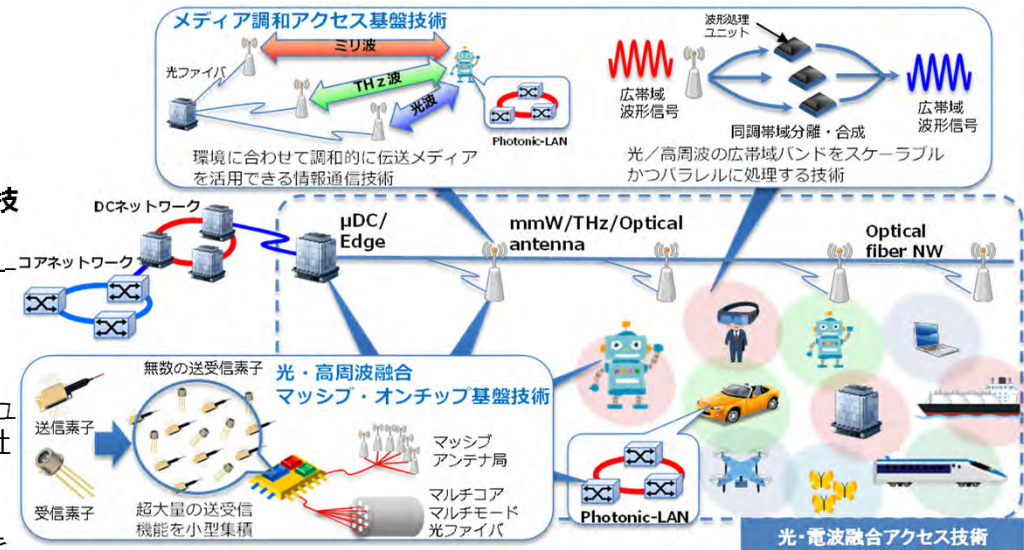 メディア調和アクセス基盤技術
ミリ波
光ファイバ
THz波
光波
Photonic-LAN
環境に合わせて調和的に伝送メディア
を活用できる情報通信技術
波形処理
ユニット
広帯域
波形信号
広帯域
波形信号
同調帯域分離・合成
光／高周波の広帯域バンドをスケーラブル
かつパラレルに処理する技術
技
DCネットワーク
コアネットワーク
μDC/
Edge
mmW/THz/Optical
antenna
Optical
fiber NW
無数の送受信素子
光・高周波融合
マッシブ・オンチップ基盤技術
送信素子
受信素子
超大量の送受信
機能を小型集積
マッシブ
アンテナ局
マルチコア
マルチモード
光ファイバ
ュ
Photonic-LAN
光・電波融合アクセス技術